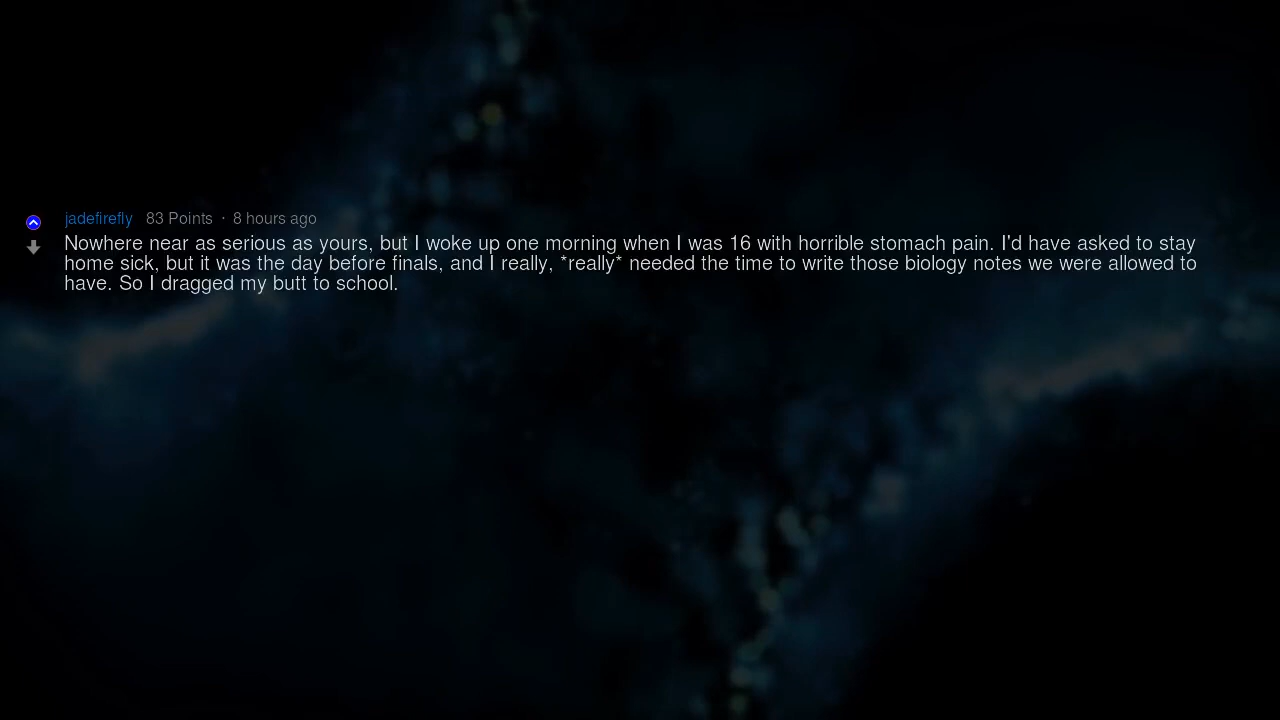 jadefirefly 83 Points · 8 hours ago
Nowhere near as serious as yours, but I woke up one morning when I was 16 with horrible stomach pain. I'd have asked to stay
home sick, but it was the day before finals, and I really, *really* needed the time to write those biology notes we were allowed to
have. So I dragged my butt to school.